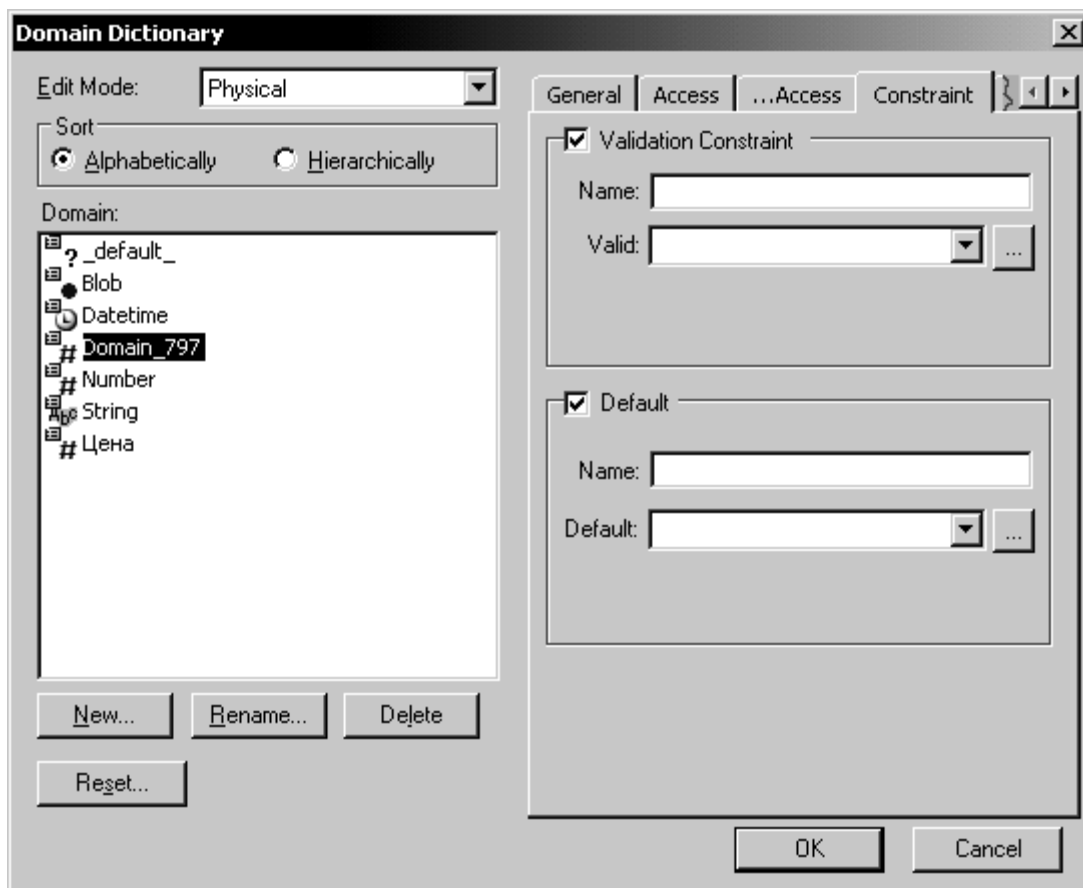 Domain Dictionary
Edit Mode: Physical
Sort
Alphabetically Hierarchically
Domain:
_default_
Blob
Datetime
Domain_797
Number
String
Цена
New... Rename... Delete
Reset...
General Access ...Access Constraint
Validation Constraint
Name:
Valid:
...
Default
Name:
Default:
...
OK Cancel